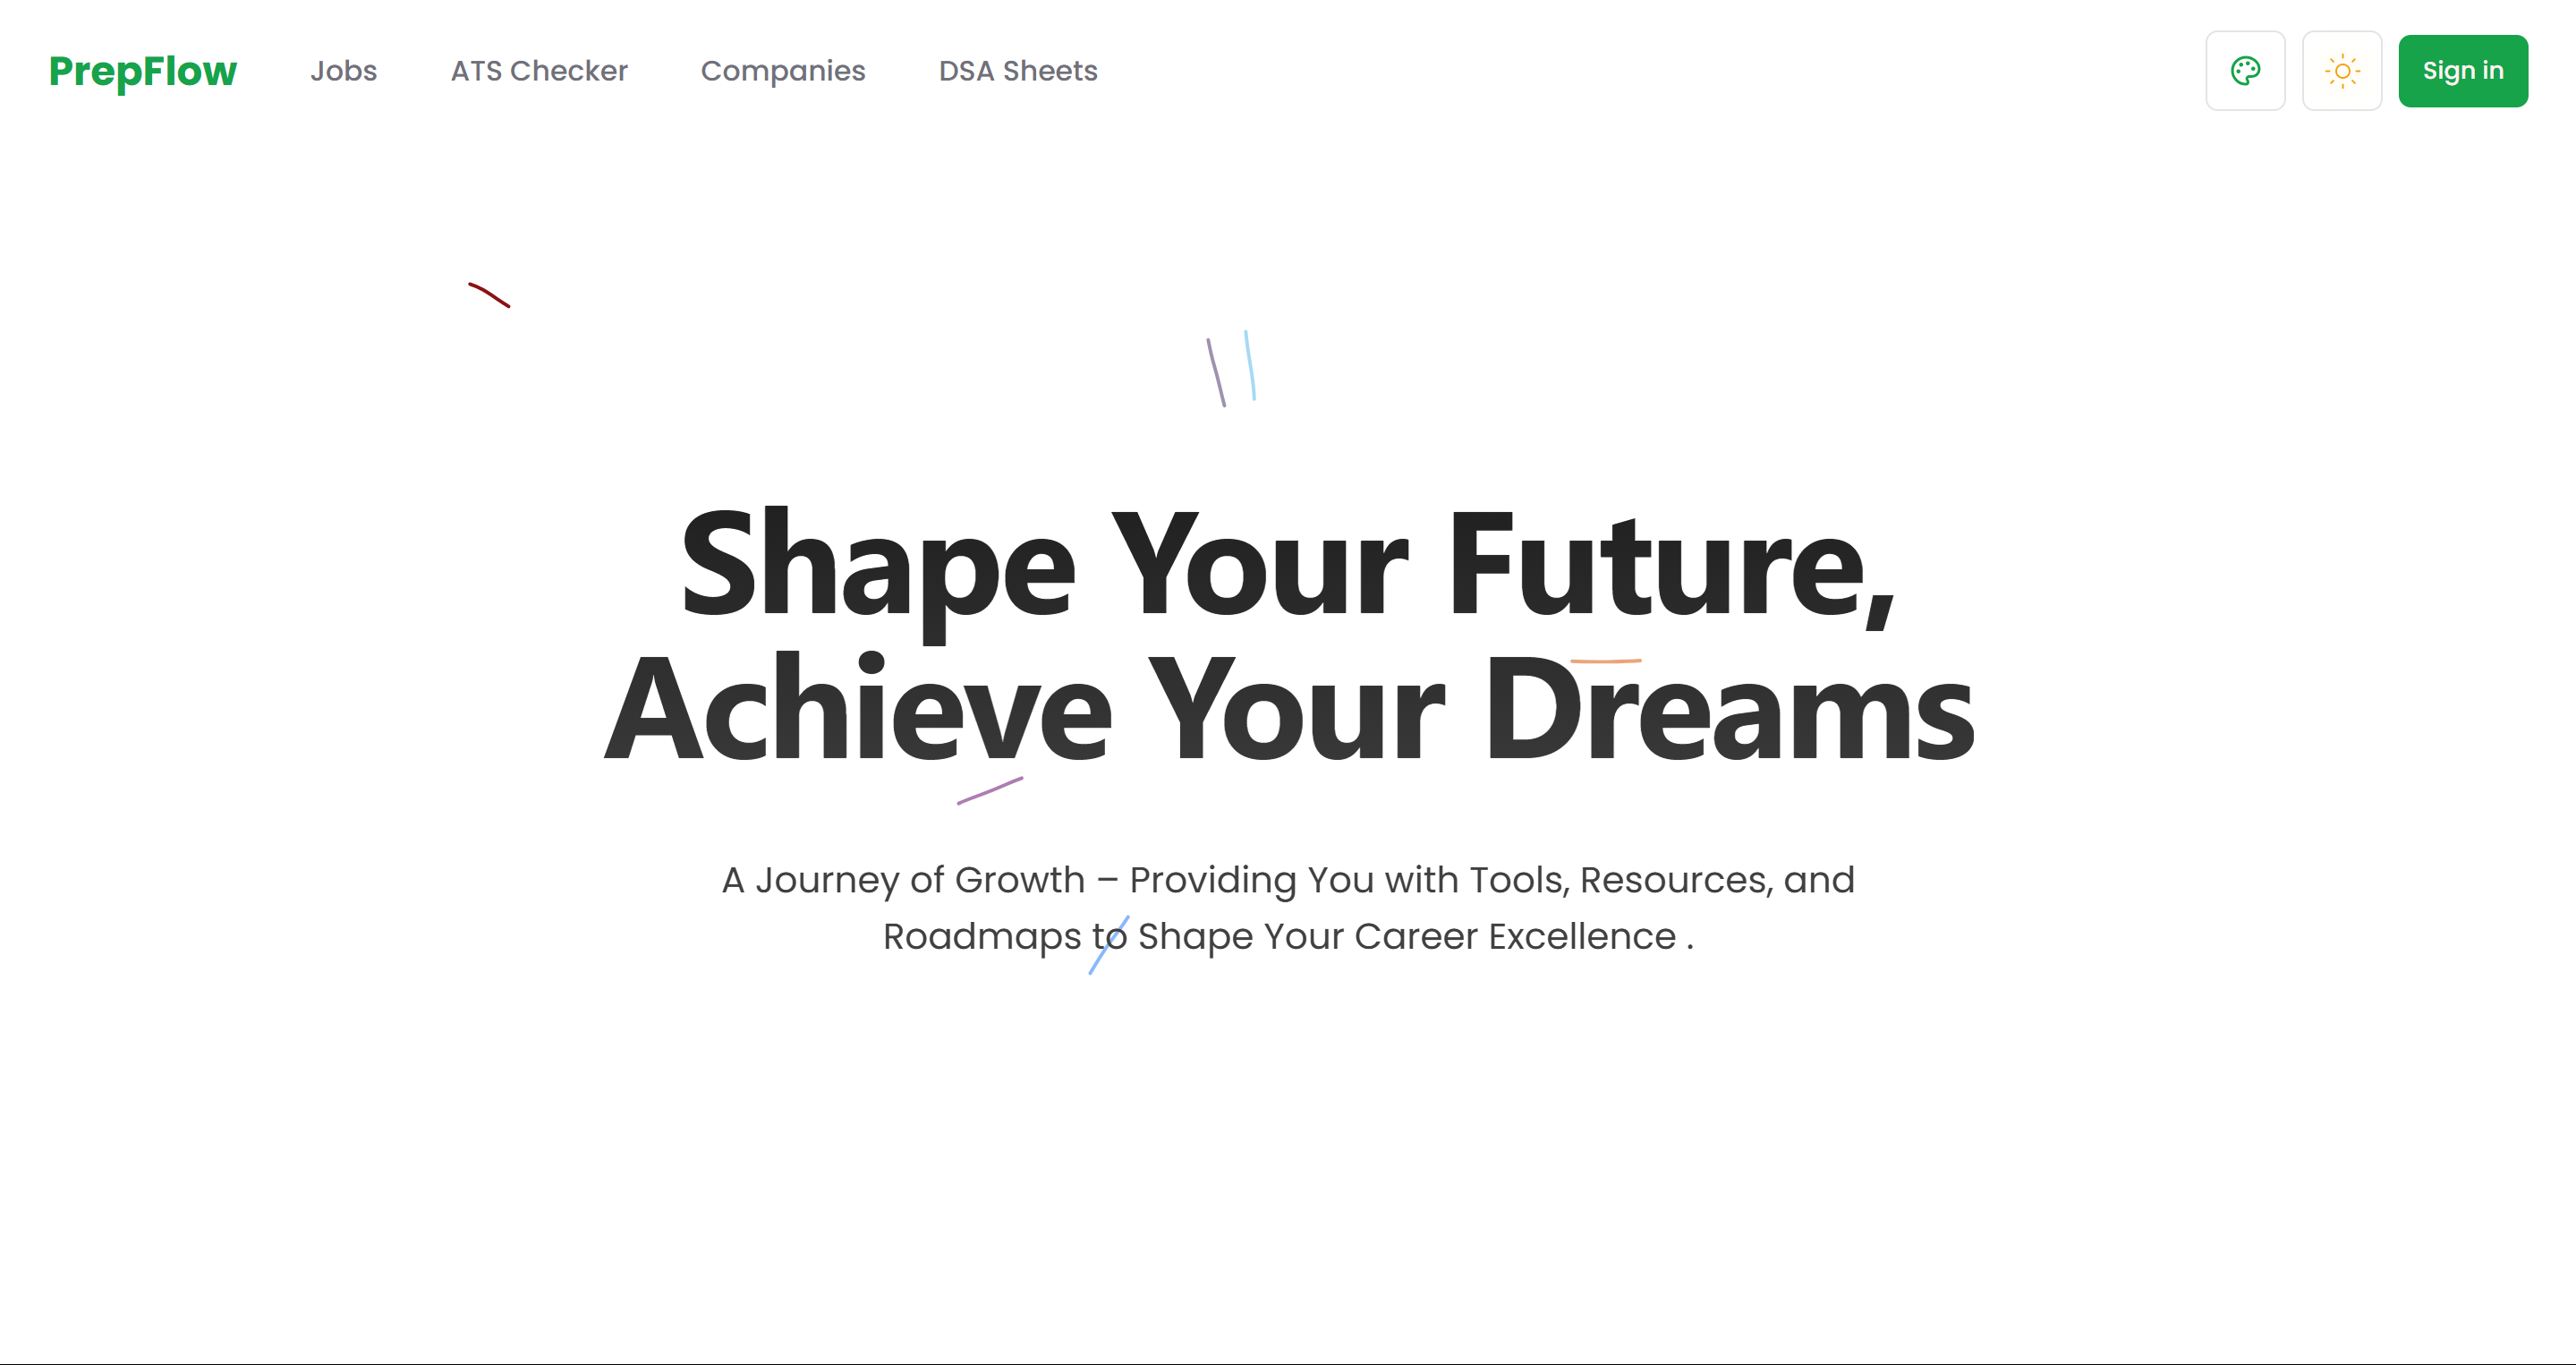 PrepFlow Jobs ATS Checker Companies DSA Sheets Sign in
Shape Your Future,
Achieve Your Dreams
A Journey of Growth – Providing You with Tools, Resources, and
Roadmaps to Shape Your Career Excellence .